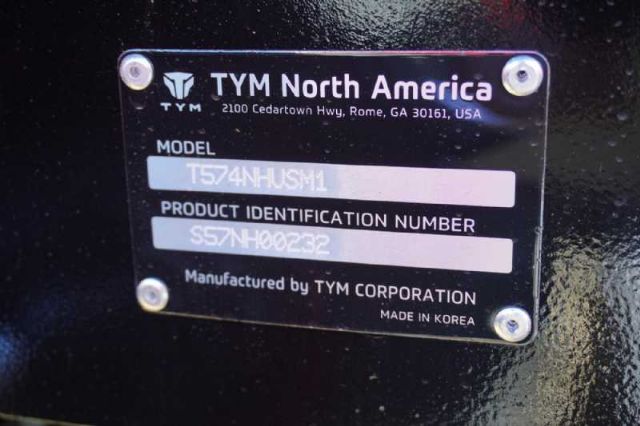 TYM
TYM North America
2100 Cedartown Hwy, Rome, GA 30161, USA
MODEL
T574NHUSM1
PRODUCT IDENTIFICATION NUMBER
S57NH00232
Manufactured by TYM CORPORATION
MADE IN KOREA